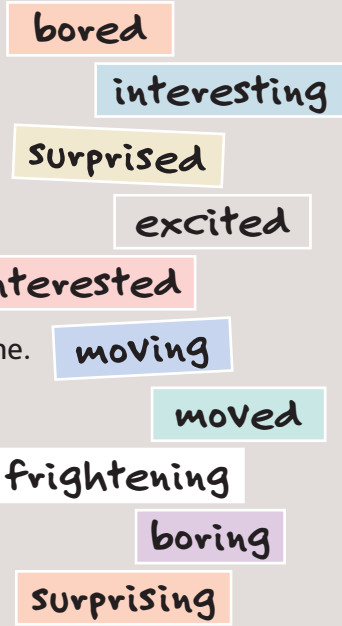 bored
interesting
surprised
excited
nterested
ne.
moving
moved
frightening
boring
surprising